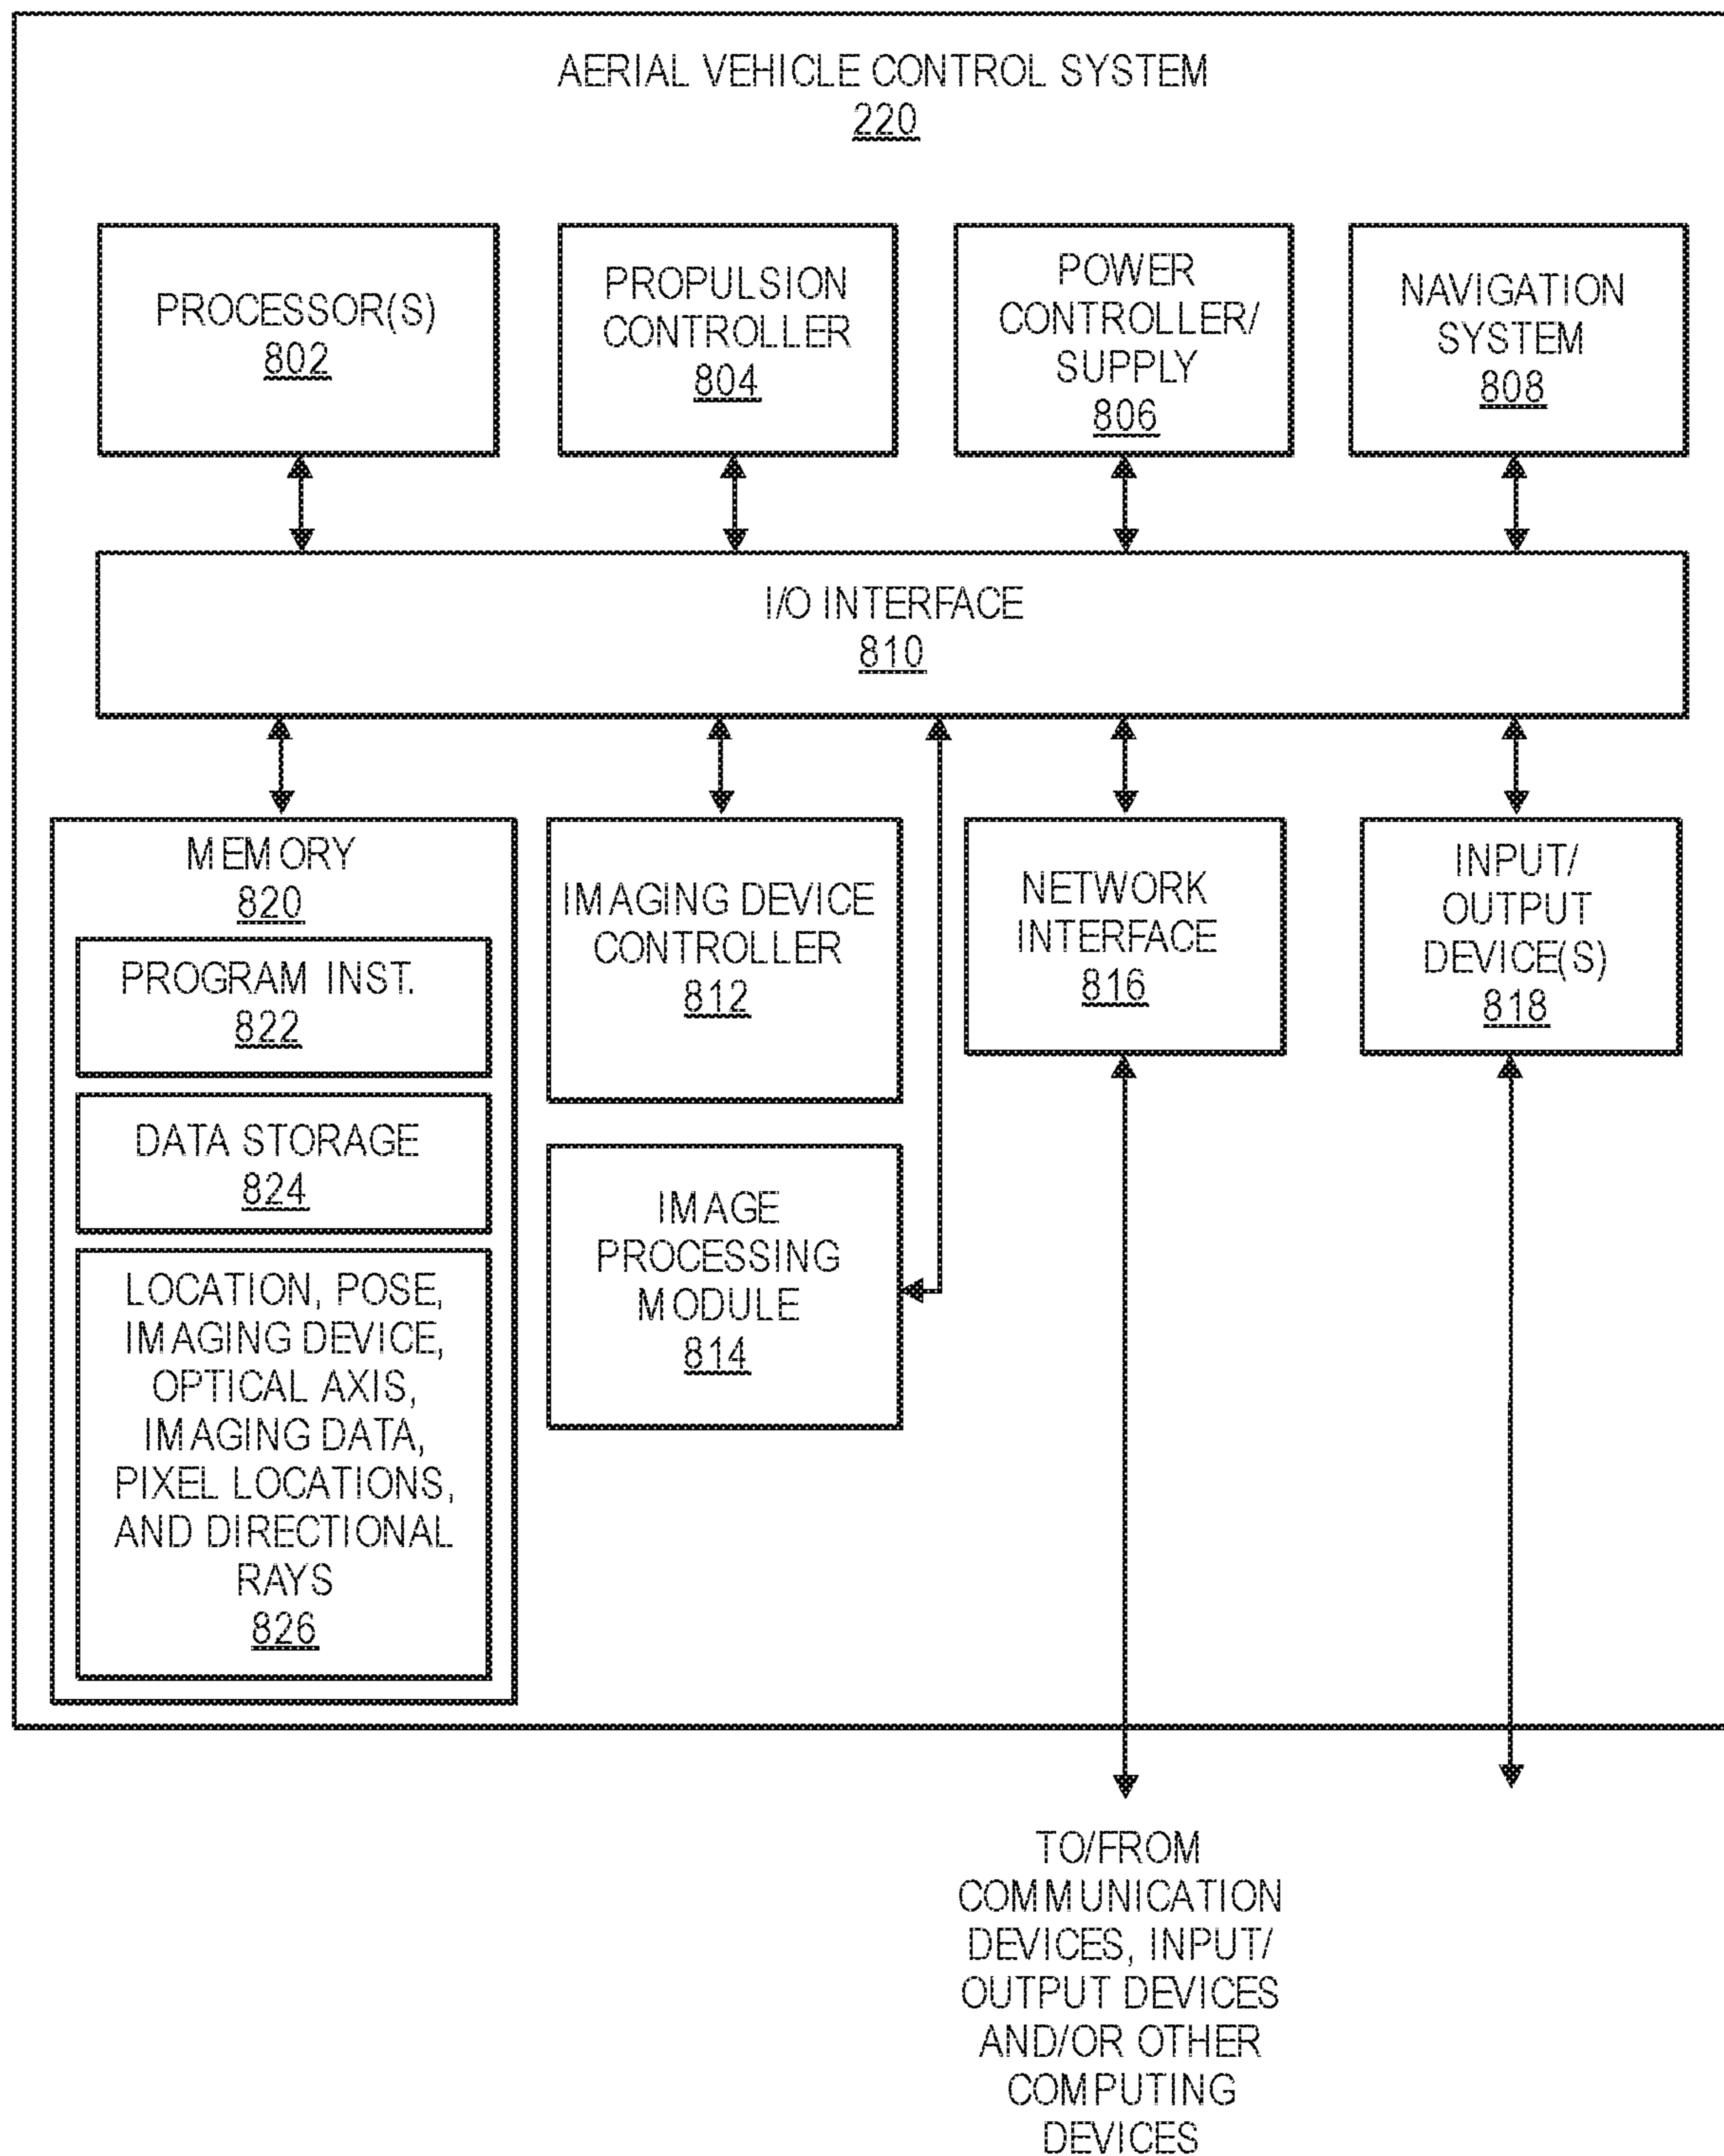 AERIAL VEHICLE CONTROL SYSTEM
220
PROCESSOR(S)
802
PROPULSION
CONTROLLER
804
POWER
CONTROLLER/
SUPPLY
806
NAVIGATION
SYSTEM
808
I/O INTERFACE
810
MEMORY
820
PROGRAM INST.
822
DATA STORAGE
824
LOCATION, POSE,
IMAGING DEVICE,
OPTICAL AXIS,
IMAGING DATA,
PIXEL LOCATIONS,
AND DIRECTIONAL
RAYS
826
IMAGING DEVICE
CONTROLLER
812
IMAGE
PROCESSING
MODULE
814
NETWORK
INTERFACE
816
INPUT/
OUTPUT
DEVICE(S)
818
TO/FROM
COMMUNICATION
DEVICES, INPUT/
OUTPUT DEVICES
AND/OR OTHER
COMPUTING
DEVICES